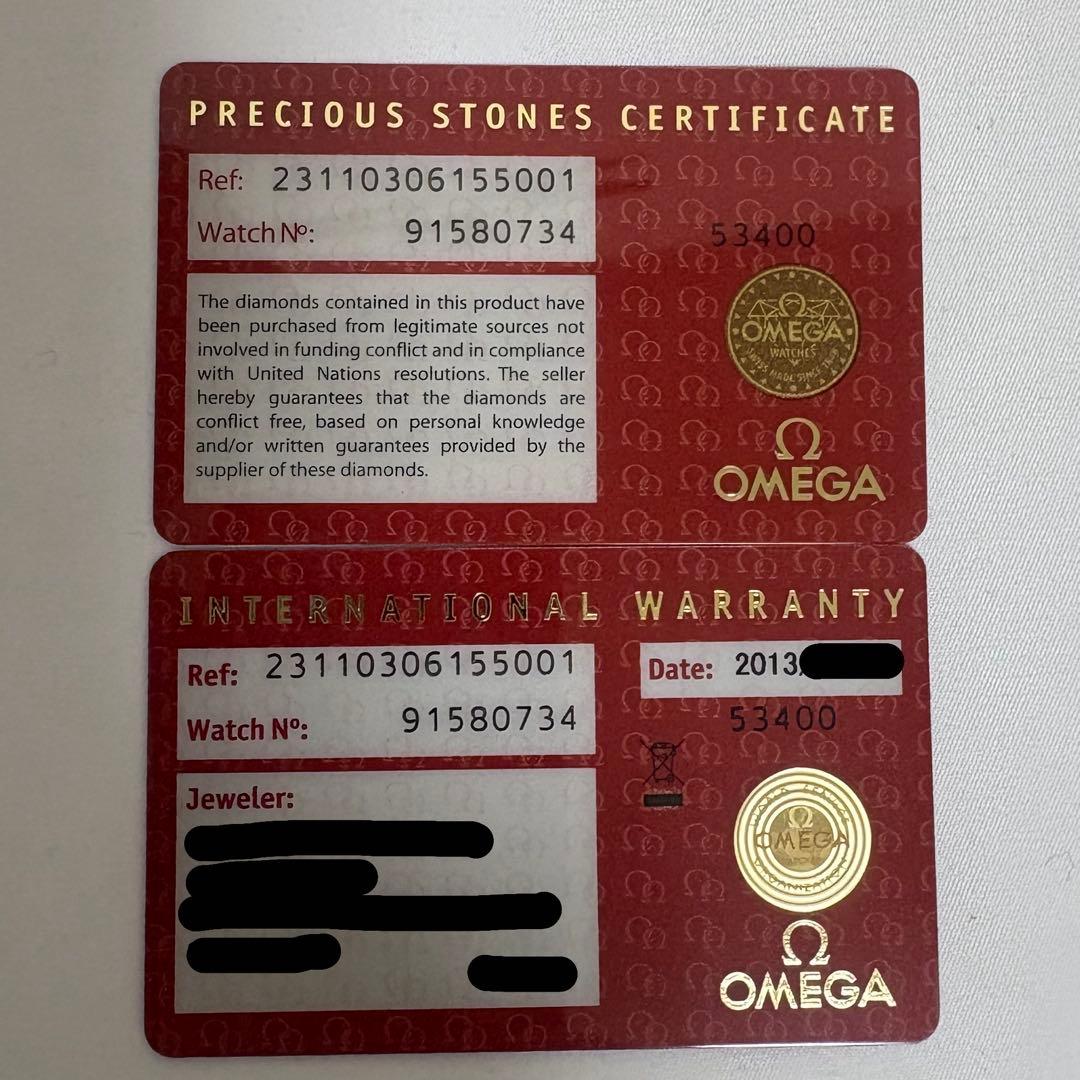 PRECIOUS STONES CERTIFICATE
Ref: 23110306155001
Watch Nº: 91580734
53400
The diamonds contained in this product have
been purchased from legitimate sources not
involved in funding conflict and in compliance
with United Nations resolutions. The seller
hereby guarantees that the diamonds are
conflict free, based on personal knowledge
and/or written guarantees provided by the
supplier of these diamonds.
Ω
OMEGA
WATCHES
Ω
OMEGA
INTERNATIONAL WARRANTY
Ref: 23110306155001
Date: 2013
Watch Nº: 91580734
53400
Jeweler:
Ω
OMEGA
Ω
OMEGA